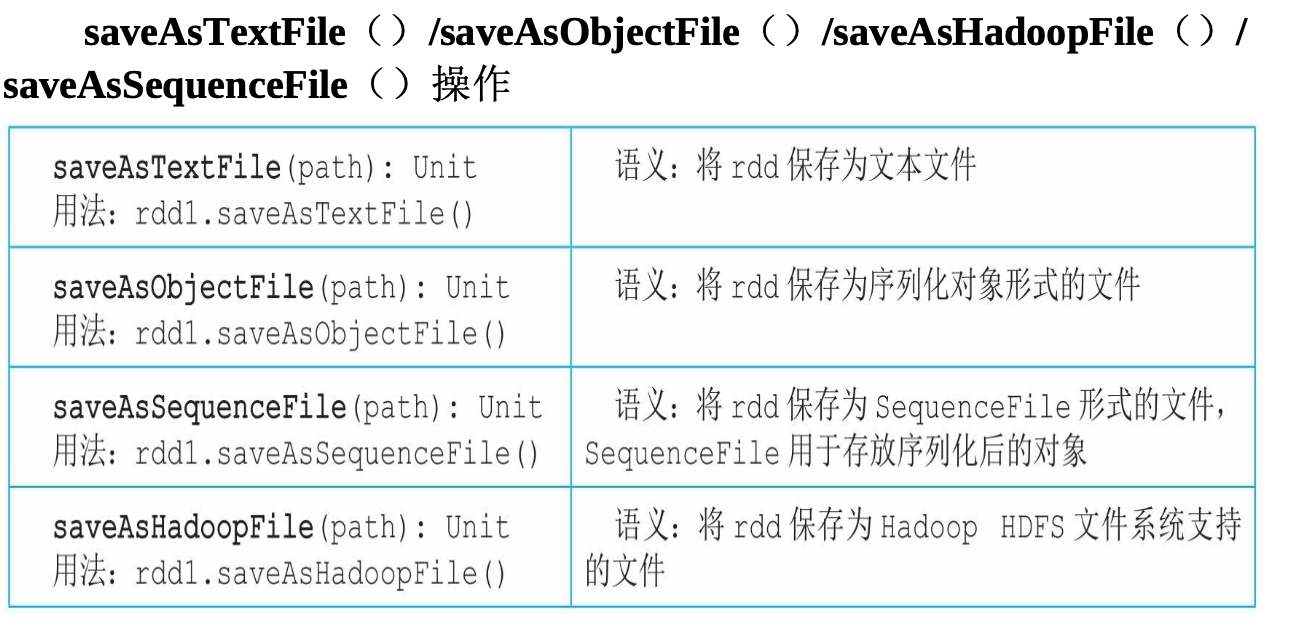 saveAsTextFile（）/saveAsObjectFile（）/saveAsHadoopFile（）/
saveAsSequenceFile（）操作
saveAsTextFile(path): Unit
用法：rdd1.saveAsTextFile()
语义：将 rdd 保存为文本文件
saveAsObjectFile(path): Unit
用法：rdd1.saveAsObjectFile()
语义：将 rdd 保存为序列化对象形式的文件
saveAsSequenceFile(path): Unit
用法：rdd1.saveAsSequenceFile()
语义：将 rdd 保存为 SequenceFile 形式的文件，
SequenceFile 用于存放序列化后的对象
saveAsHadoopFile(path): Unit
用法：rdd1.saveAsHadoopFile()
语义：将 rdd 保存为 Hadoop HDFS 文件系统支持
的文件